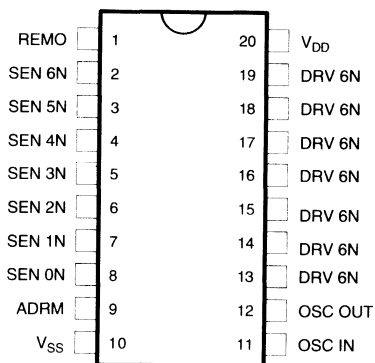 REMO 1 20 VDD
SEN 6N 2 19 DRV 6N
SEN 5N 3 18 DRV 6N
SEN 4N 4 17 DRV 6N
SEN 3N 5 16 DRV 6N
SEN 2N 6 15 DRV 6N
SEN 1N 7 14 DRV 6N
SEN 0N 8 13 DRV 6N
ADRM 9 12 OSC OUT
VSS 10 11 OSC IN